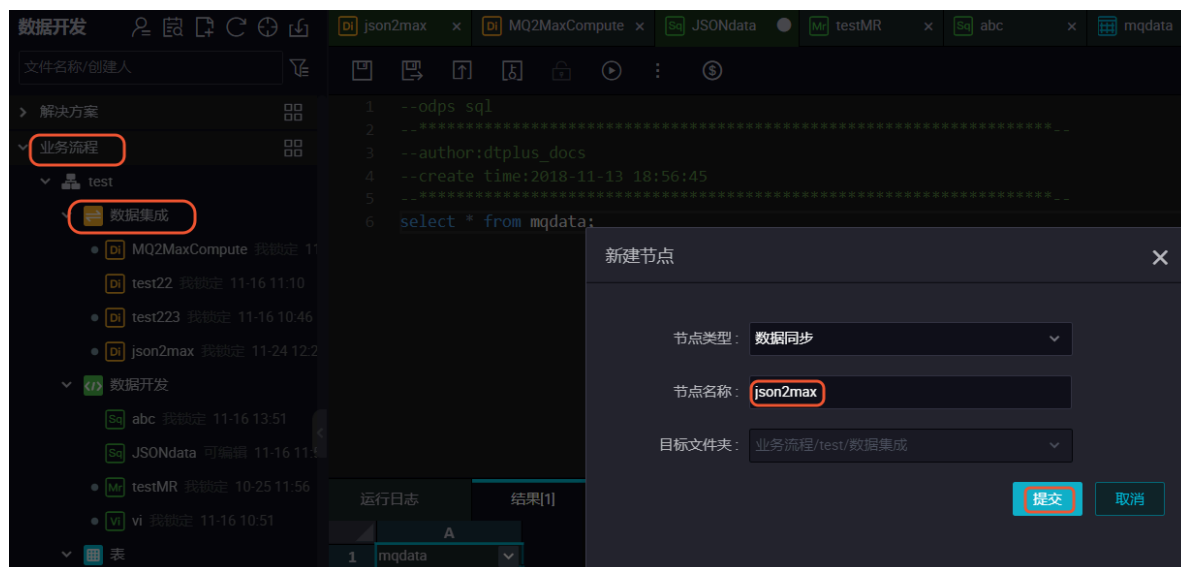 数据开发
json2max
MQ2MaxCompute
JSONdata
testMR
abc
mqdata
文件名称/创建人
解决方案
业务流程
test
数据集成
MQ2MaxCompute 我锁定 11
test22 我锁定 11-16 11:10
test223 我锁定 11-16 10:46
json2max 我锁定 11-24 12:2
数据开发
abc 我锁定 11-16 13:51
JSONdata 可编辑 11-16 11:
testMR 我锁定 10-25 11:56
vi 我锁定 11-16 10:51
表
1 --odps sql
2 --********************************************************************--
3 --author:dtplus_docs
4 --create time:2018-11-13 18:56:45
5 --********************************************************************--
6 select * from mqdata;
新建节点
节点类型: 数据同步
节点名称: json2max
目标文件夹: 业务流程/test/数据集成
提交 取消
运行日志 结果[1]
A
1 mqdata